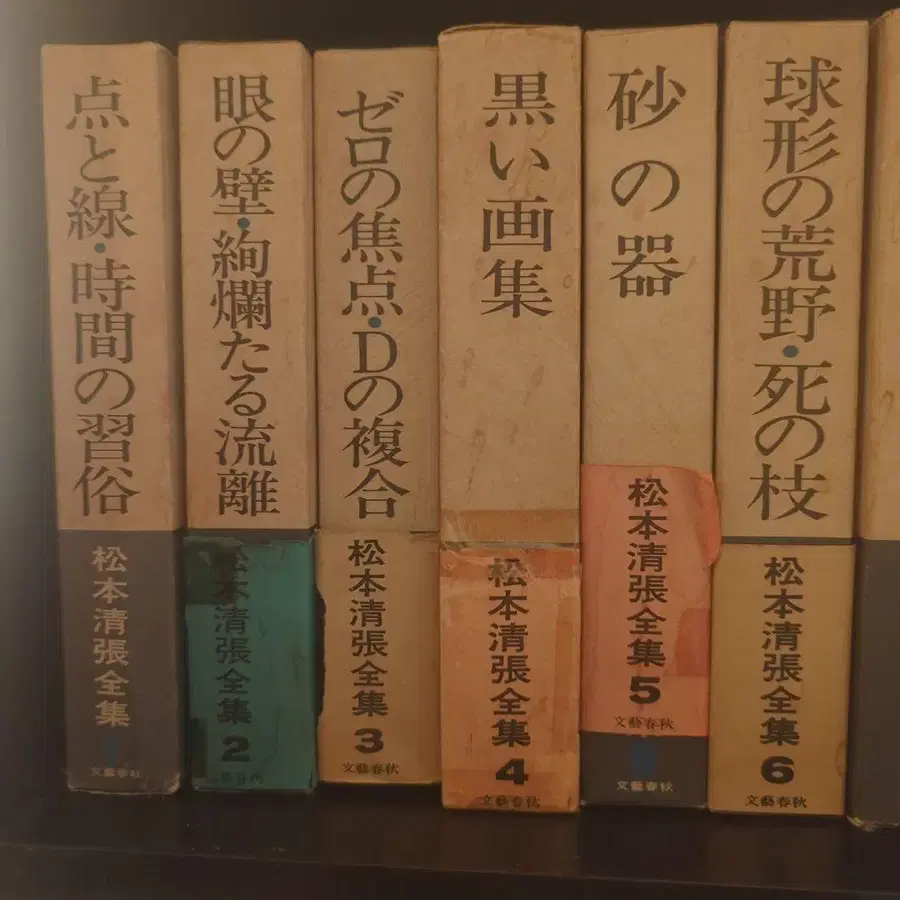 点と線・時間の習俗
松本清張全集
1
文藝春秋
眼の壁・絢爛たる流離
松本清張全集
2
文藝春秋
ゼロの焦点・Dの複合
松本清張全集
3
文藝春秋
黒い画集
松本清張全集
4
文藝春秋
砂の器
松本清張全集
5
文藝春秋
文藝春秋
球形の荒野・死の枝
松本清張全集
6
文藝春秋